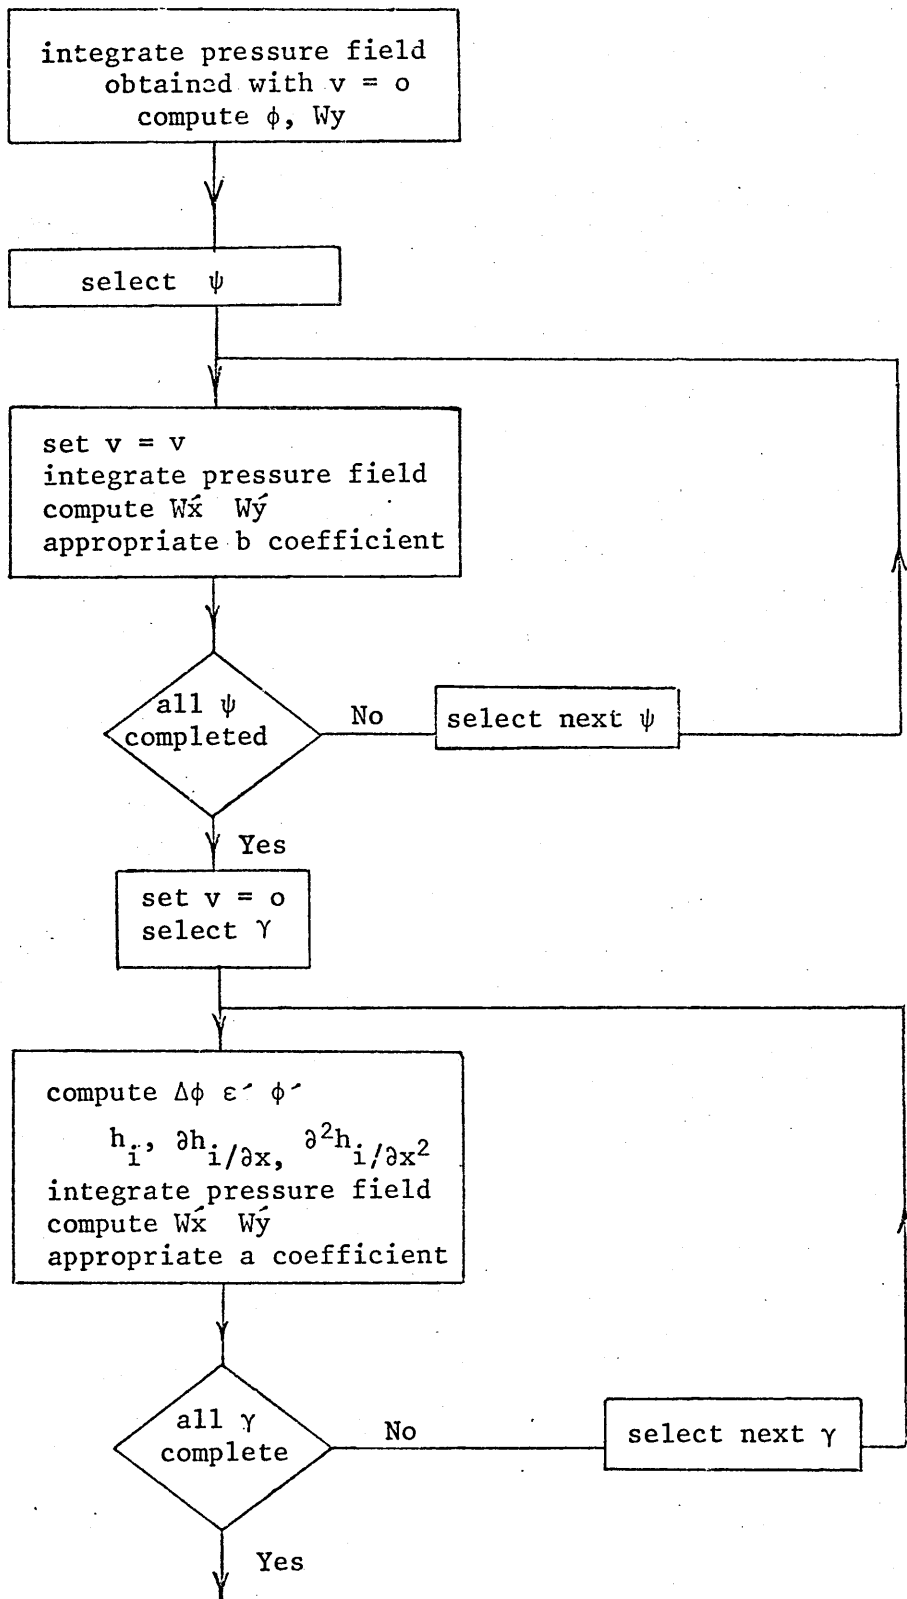 integrate pressure field
obtained with v = o
compute φ, Wy
select ψ
set v = v
integrate pressure field
compute Wx́ Wý
appropriate b coefficient
all ψ
completed
No
select next ψ
Yes
set v = o
select γ
compute Δφ ε´ φ´
h_i, ∂h_i/∂x, ∂²h_i/∂x²
integrate pressure field
compute Wx́ Wý
appropriate a coefficient
all γ
complete
No
select next γ
Yes